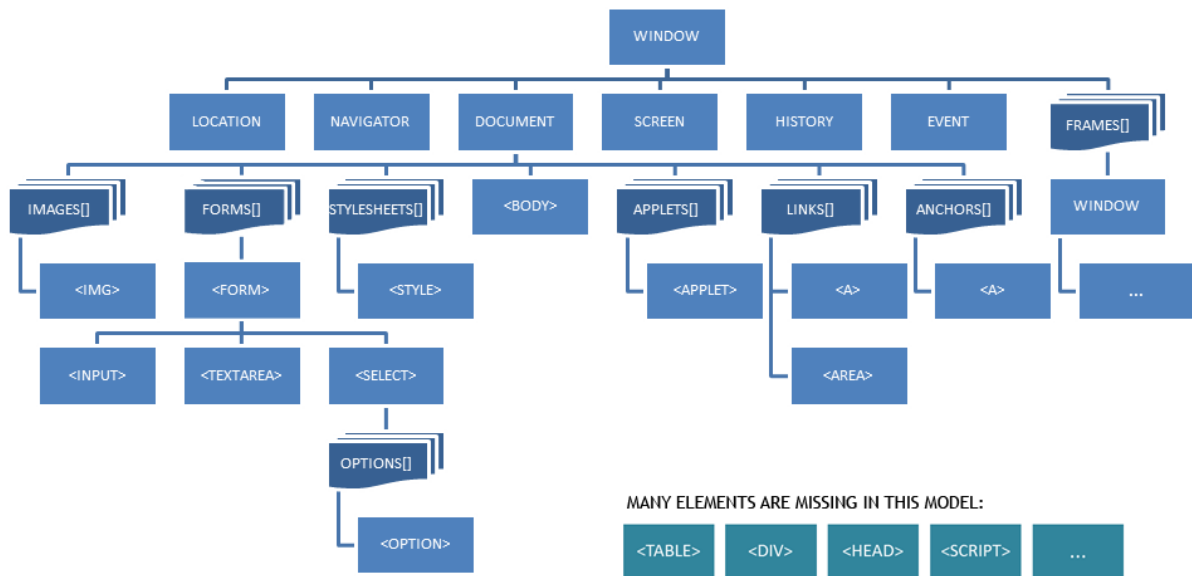 WINDOW
LOCATION
NAVIGATOR
DOCUMENT
SCREEN
HISTORY
EVENT
FRAMES[]
IMAGES[]
FORMS[]
STYLESHEETS[]
<BODY>
APPLETS[]
LINKS[]
ANCHORS[]
WINDOW
<IMG>
<FORM>
<STYLE>
<APPLET>
<A>
<A>
...
<INPUT>
<TEXTAREA>
<SELECT>
<AREA>
OPTIONS[]
<OPTION>
MANY ELEMENTS ARE MISSING IN THIS MODEL:
<TABLE>
<DIV>
<HEAD>
<SCRIPT>
...